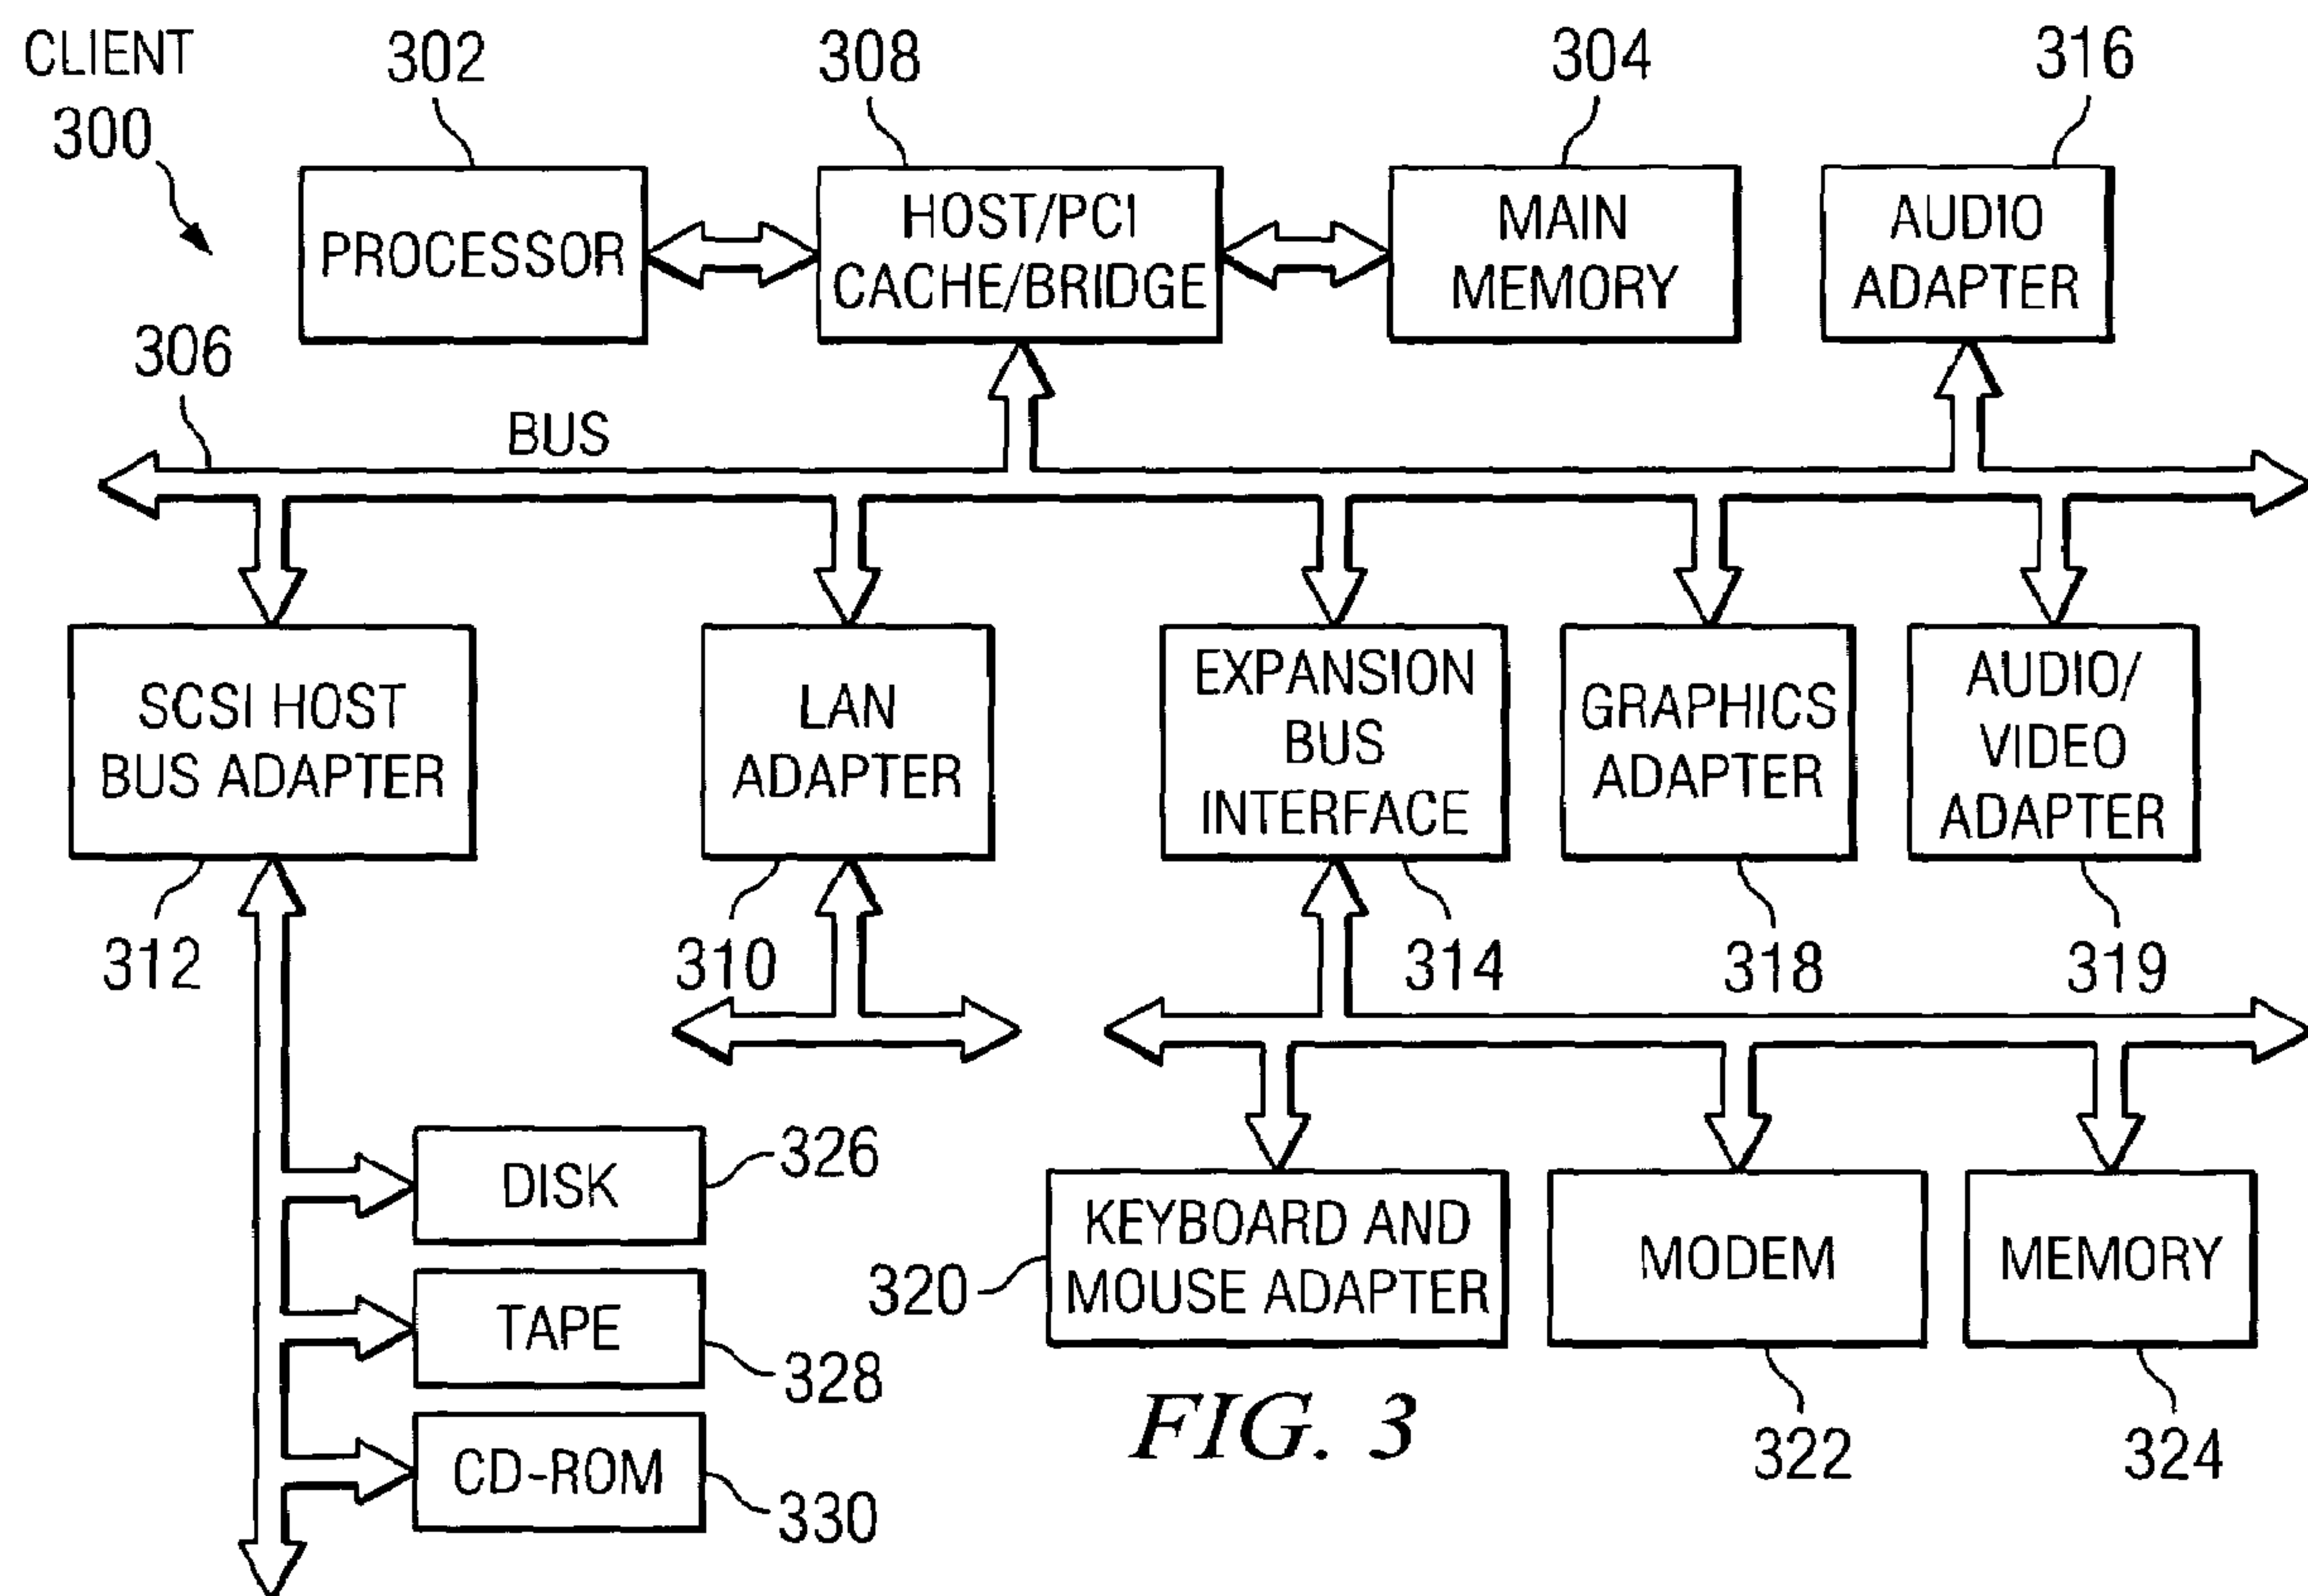 CLIENT
300
302
308
304
316
PROCESSOR
HOST/PCI
CACHE/BRIDGE
MAIN
MEMORY
AUDIO
ADAPTER
306
BUS
SCSI HOST
BUS ADAPTER
LAN
ADAPTER
EXPANSION
BUS
INTERFACE
GRAPHICS
ADAPTER
AUDIO/
VIDEO
ADAPTER
312
310
314
318
319
DISK
326
TAPE
328
CD-ROM
330
320
KEYBOARD AND
MOUSE ADAPTER
MODEM
MEMORY
322
324
FIG. 3